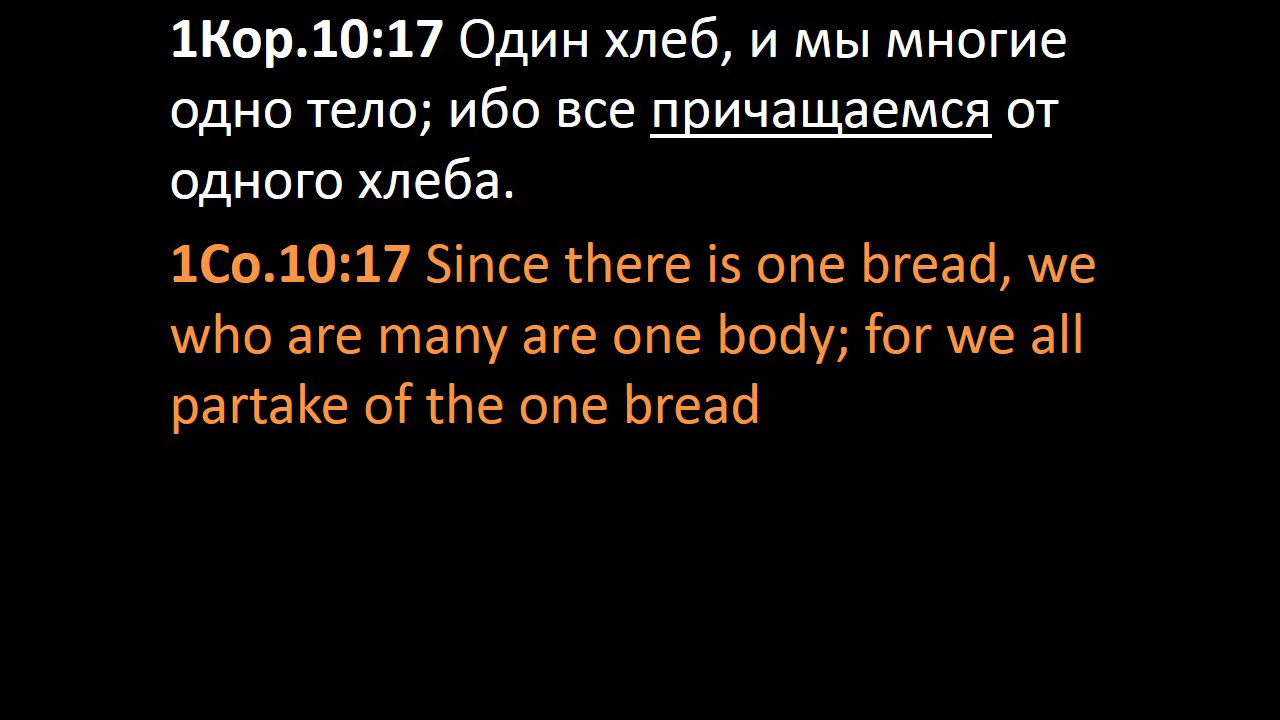 1Кор.10:17 Один хлеб, и мы многие
одно тело; ибо все причащаемся от
одного хлеба.
1Co.10:17 Since there is one bread, we
who are many are one body; for we all
partake of the one bread